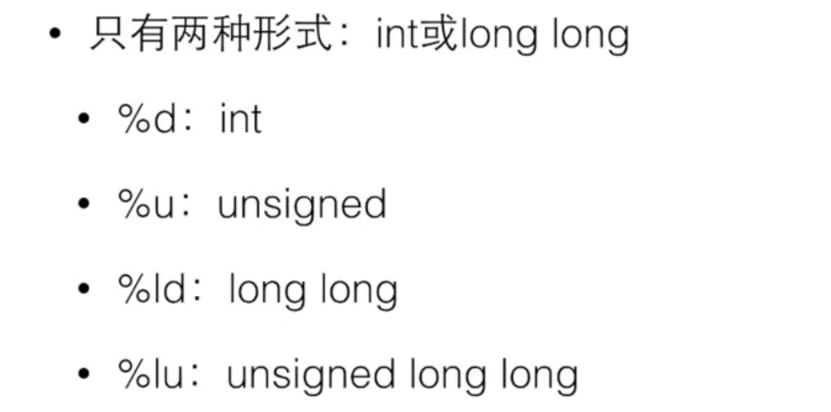 • 只有两种形式：int或long long
• %d：int
• %u：unsigned
• %ld：long long
• %lu：unsigned long long